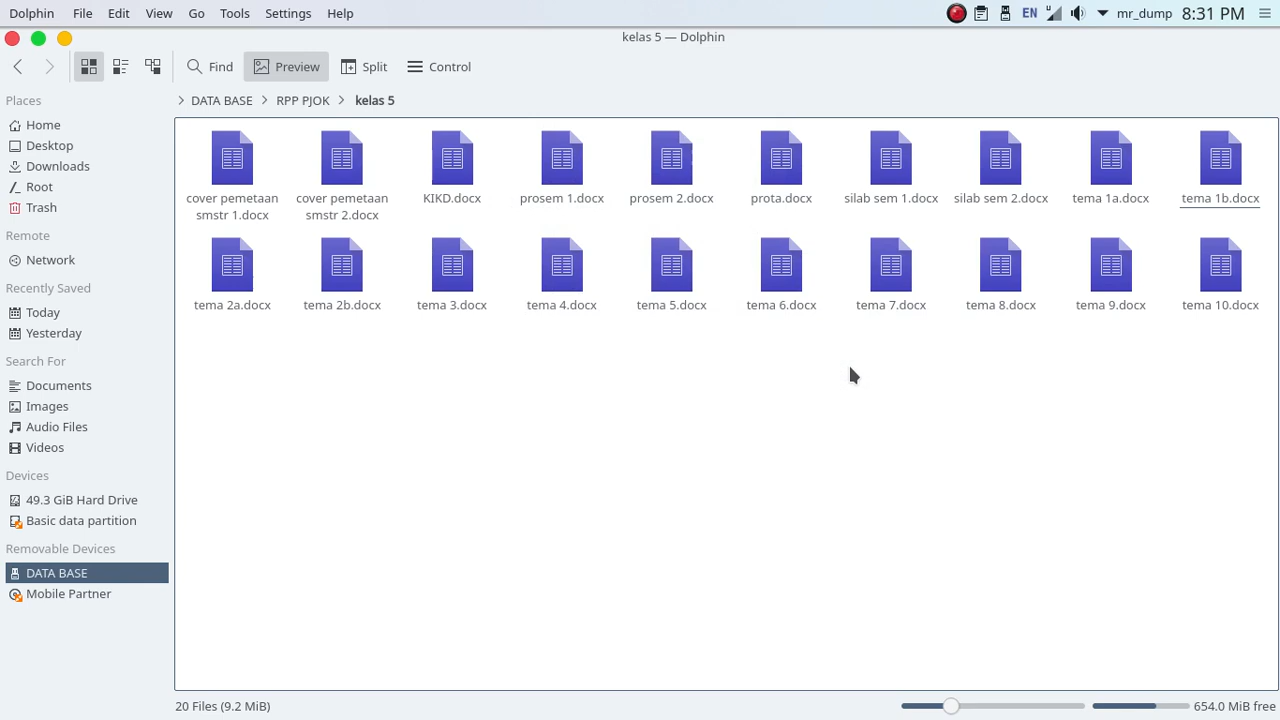 Dolphin File Edit View Go Tools Settings Help EN mr_dump 8:31 PM
kelas 5 — Dolphin
Find Preview Split Control
Places
Home
Desktop
Downloads
Root
Trash
Remote
Network
Recently Saved
Today
Yesterday
Search For
Documents
Images
Audio Files
Videos
Devices
49.3 GiB Hard Drive
Basic data partition
Removable Devices
DATA BASE
Mobile Partner
DATA BASE RPP PJOK kelas 5
cover pemetaan smstr 1.docx
cover pemetaan smstr 2.docx
KIKD.docx
prosem 1.docx
prosem 2.docx
prota.docx
silab sem 1.docx
silab sem 2.docx
tema 1a.docx
tema 1b.docx
tema 2a.docx
tema 2b.docx
tema 3.docx
tema 4.docx
tema 5.docx
tema 6.docx
tema 7.docx
tema 8.docx
tema 9.docx
tema 10.docx
20 Files (9.2 MiB) 654.0 MiB free